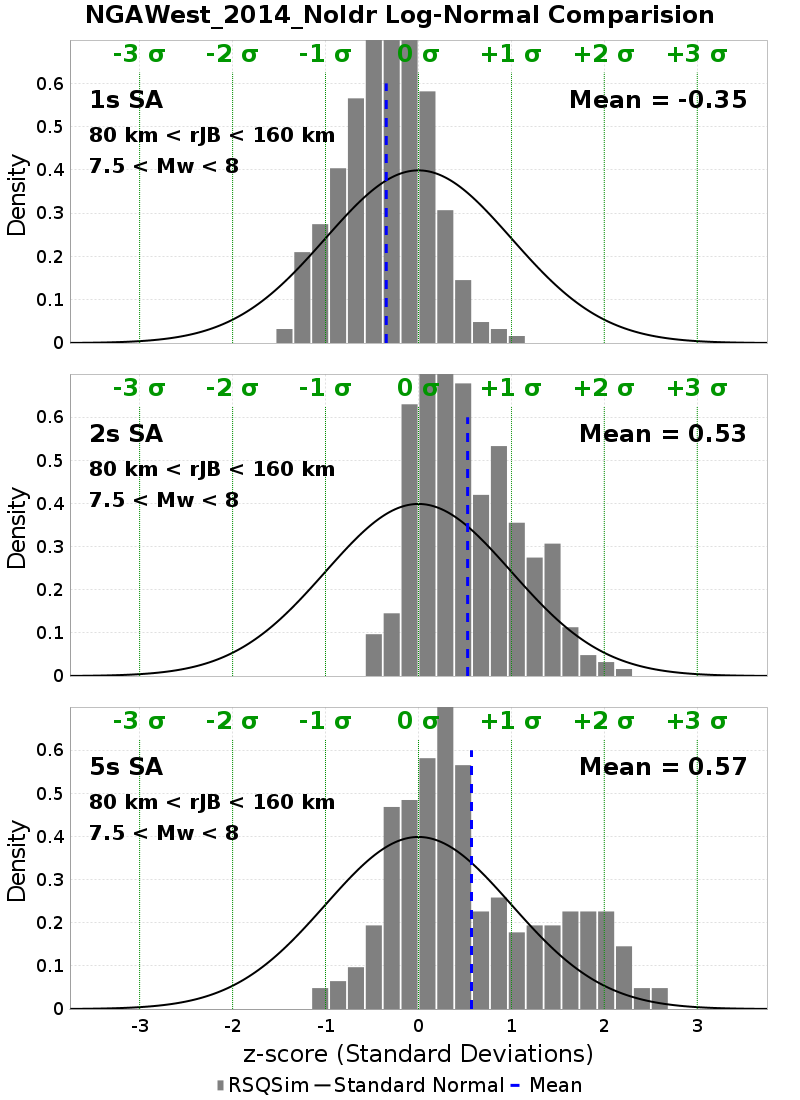 NGAWest_2014_NoIdr Log-Normal Comparision
-3 σ -2 σ -1 σ 0 σ +1 σ +2 σ +3 σ
0.6
1s SA Mean = -0.35
0.5
80 km < rJB < 160 km
7.5 < Mw < 8
0.4
0.3
0.2
0.1
0
Density
-3 σ -2 σ -1 σ 0 σ +1 σ +2 σ +3 σ
0.6
2s SA Mean = 0.53
0.5
80 km < rJB < 160 km
7.5 < Mw < 8
0.4
0.3
0.2
0.1
0
Density
-3 σ -2 σ -1 σ 0 σ +1 σ +2 σ +3 σ
0.6
5s SA Mean = 0.57
0.5
80 km < rJB < 160 km
7.5 < Mw < 8
0.4
0.3
0.2
0.1
0
Density
-3 -2 -1 0 1 2 3
z-score (Standard Deviations)
RSQSim Standard Normal Mean